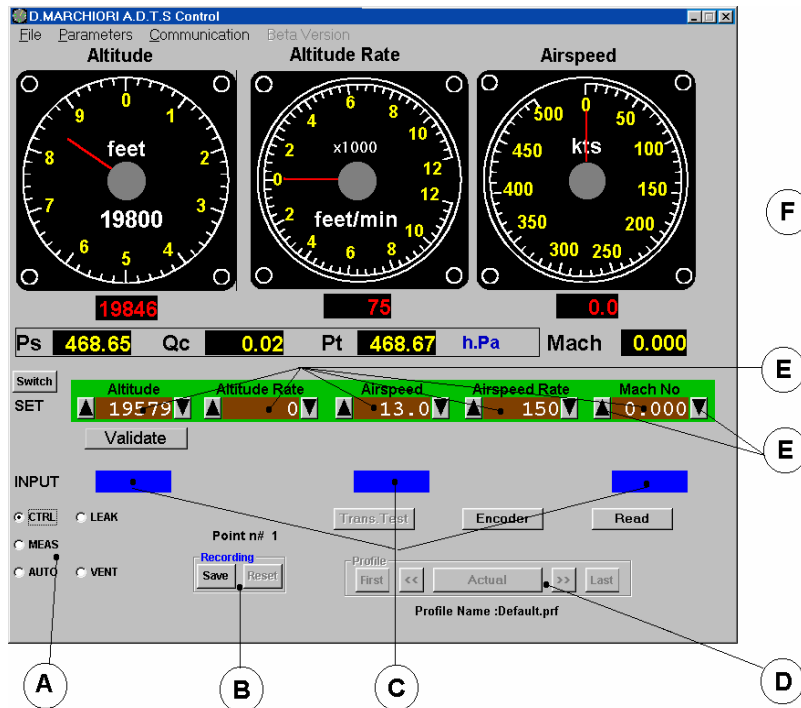 D.MARCHIORI A.D.T.S Control
File Parameters Communication Beta Version
Altitude Altitude Rate Airspeed
0 1 2 3 4 5 6 7 8 9
feet
19800
0 2 4 6 8 10 12 12 10 8 6 4 2
x1000
feet/min
0 50 100 150 200 250 300 350 400 450 500
kts
F
19846 75 0.0
Ps 468.65 Qc 0.02 Pt 468.67 h.Pa Mach 0.000
E
Switch
Altitude Altitude Rate Airspeed Airspeed Rate Mach No
SET 19579 0 13.0 150 0.000
Validate
E
INPUT
CTRL LEAK
Trans.Test Encoder Read
Point n# 1
MEAS
Recording
Profile
AUTO VENT
Save Reset
First << Actual >> Last
Profile Name :Default.prf
A B C D